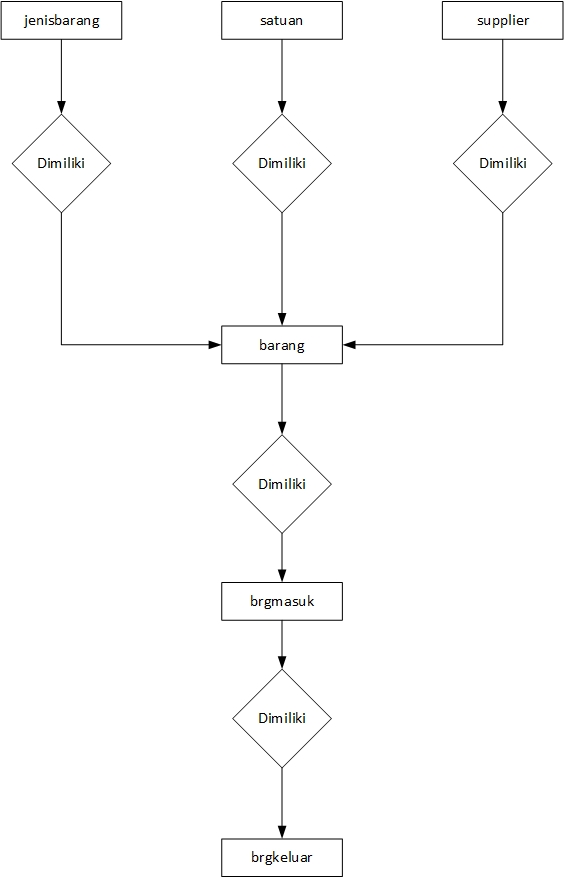 jenisbarang
satuan
supplier
Dimiliki
Dimiliki
Dimiliki
barang
Dimiliki
brgmasuk
Dimiliki
brgkeluar